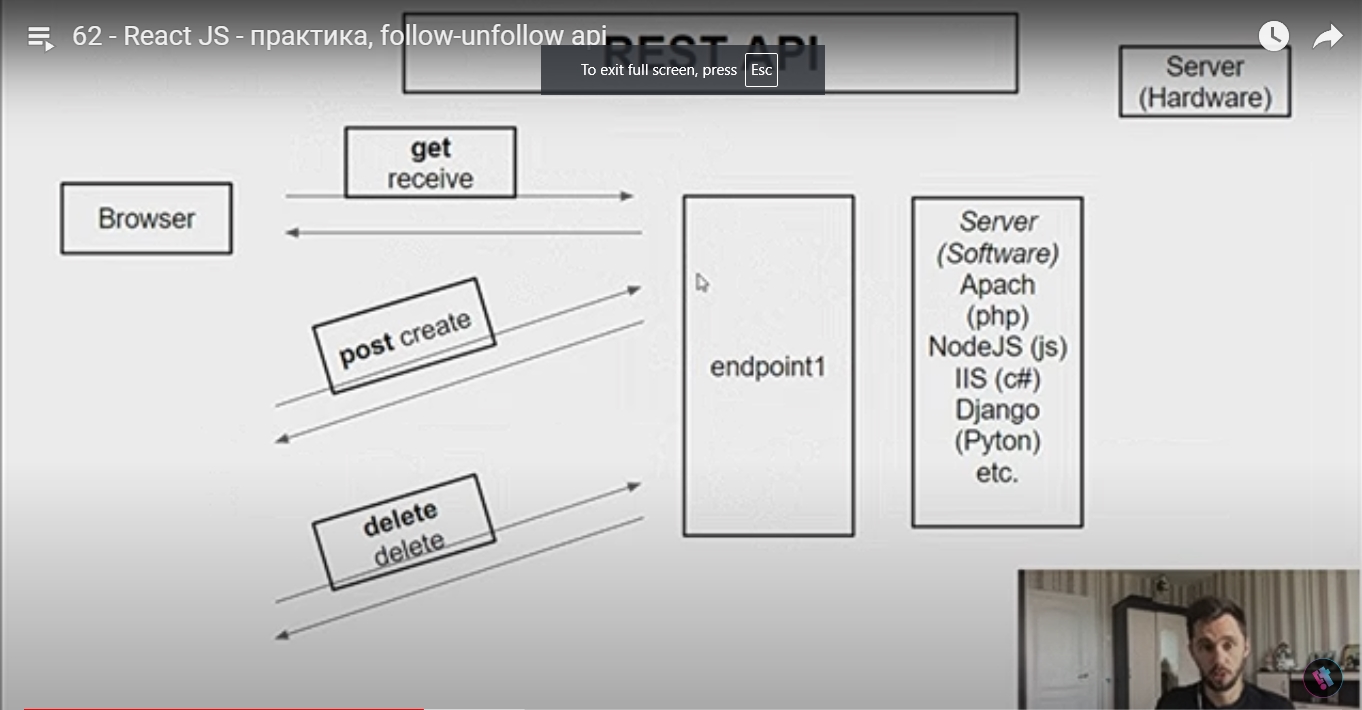 62 - React JS - практика, follow-unfollow api
REST API
To exit full screen, press Esc
Server
(Hardware)
get
receive
Browser
post create
delete
delete
endpoint1
Server
(Software)
Apach
(php)
NodeJS (js)
IIS (c#)
Django
(Pyton)
etc.